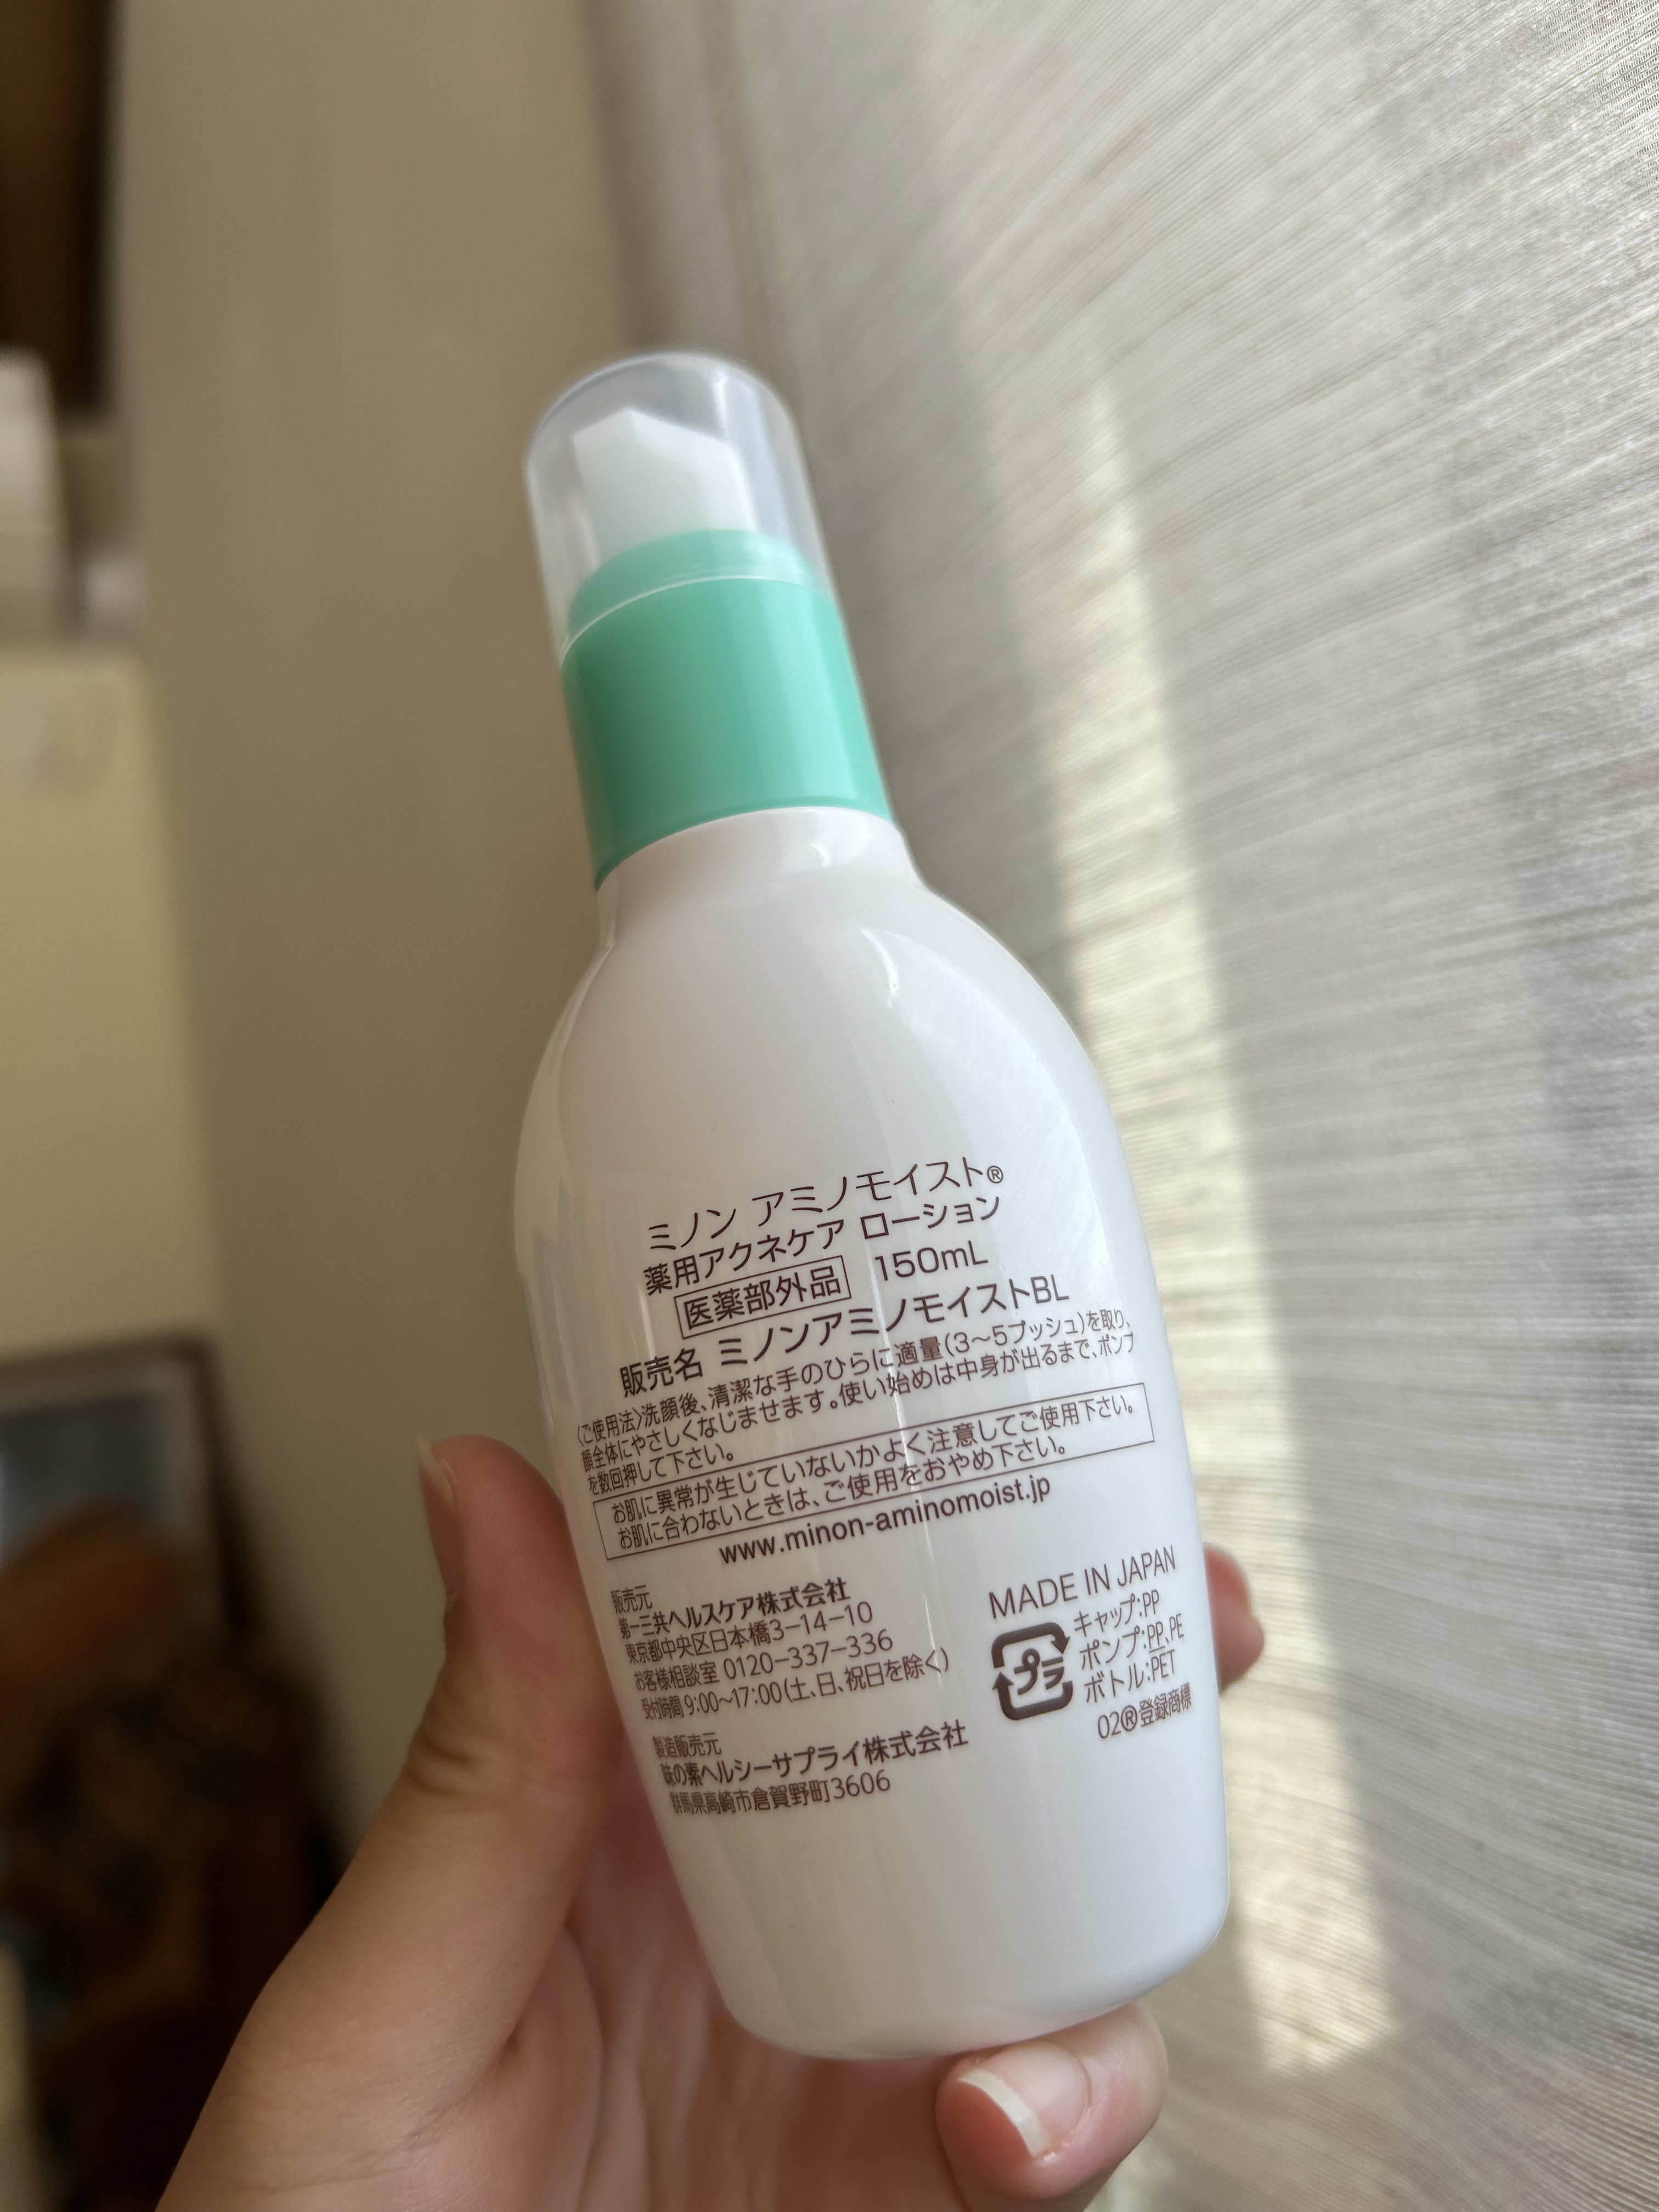 ミノン アミノモイスト®
薬用アクネケア ローション
医薬部外品 150mL
販売名 ミノンアミノモイストBL
〈ご使用法〉洗顔後、清潔な手のひらに適量(3〜5プッシュ)を取り、
顔全体にやさしくなじませます。使い始めは中身が出るまで、ポンプ
を数回押して下さい。
お肌に異常が生じていないかよく注意してご使用下さい。
お肌に合わないときは、ご使用をおやめ下さい。
www.minon-aminomoist.jp
販売元
第一三共ヘルスケア株式会社
東京都中央区日本橋3-14-10
お客様相談室 0120-337-336
受付時間 9:00〜17:00(土、日、祝日を除く)
製造販売元
味の素ヘルシーサプライ株式会社
群馬県高崎市倉賀野町3606
MADE IN JAPAN
プラ
キャップ:PP
ポンプ:PP、PE
ボトル:PET
02®登録商標